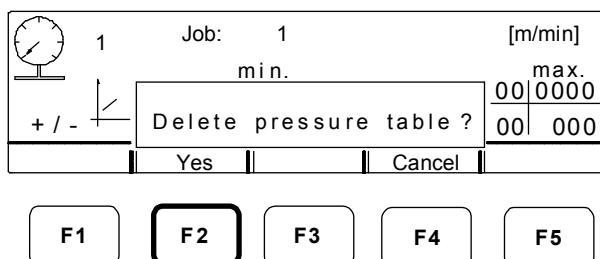 1 Job: 1 [m/min]
min. max.
00 0000
+ / - Delete pressure table ? 00 000
Yes Cancel
F1 F2 F3 F4 F5